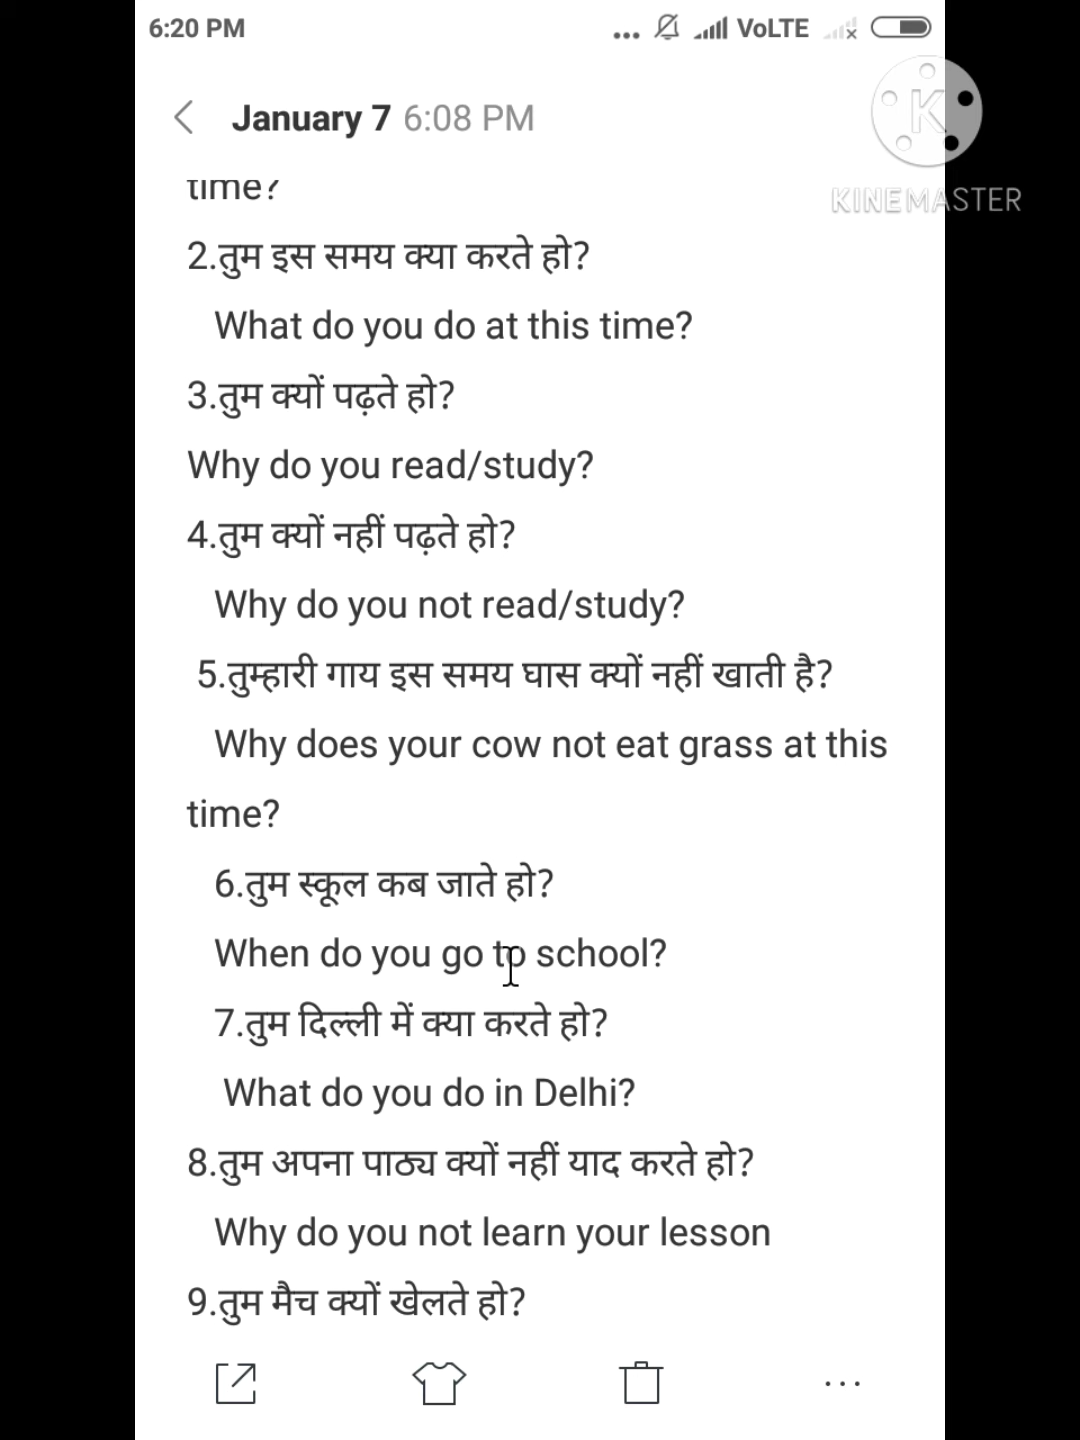 6:20 PM ... VoLTE
January 7 6:08 PM
KINEMASTER
time?
2.तुम इस समय क्या करते हो?
What do you do at this time?
3.तुम क्यों पढ़ते हो?
Why do you read/study?
4.तुम क्यों नहीं पढ़ते हो?
Why do you not read/study?
5.तुम्हारी गाय इस समय घास क्यों नहीं खाती है?
Why does your cow not eat grass at this
time?
6.तुम स्कूल कब जाते हो?
When do you go to school?
7.तुम दिल्ली में क्या करते हो?
What do you do in Delhi?
8.तुम अपना पाठ्य क्यों नहीं याद करते हो?
Why do you not learn your lesson
9.तुम मैच क्यों खेलते हो?